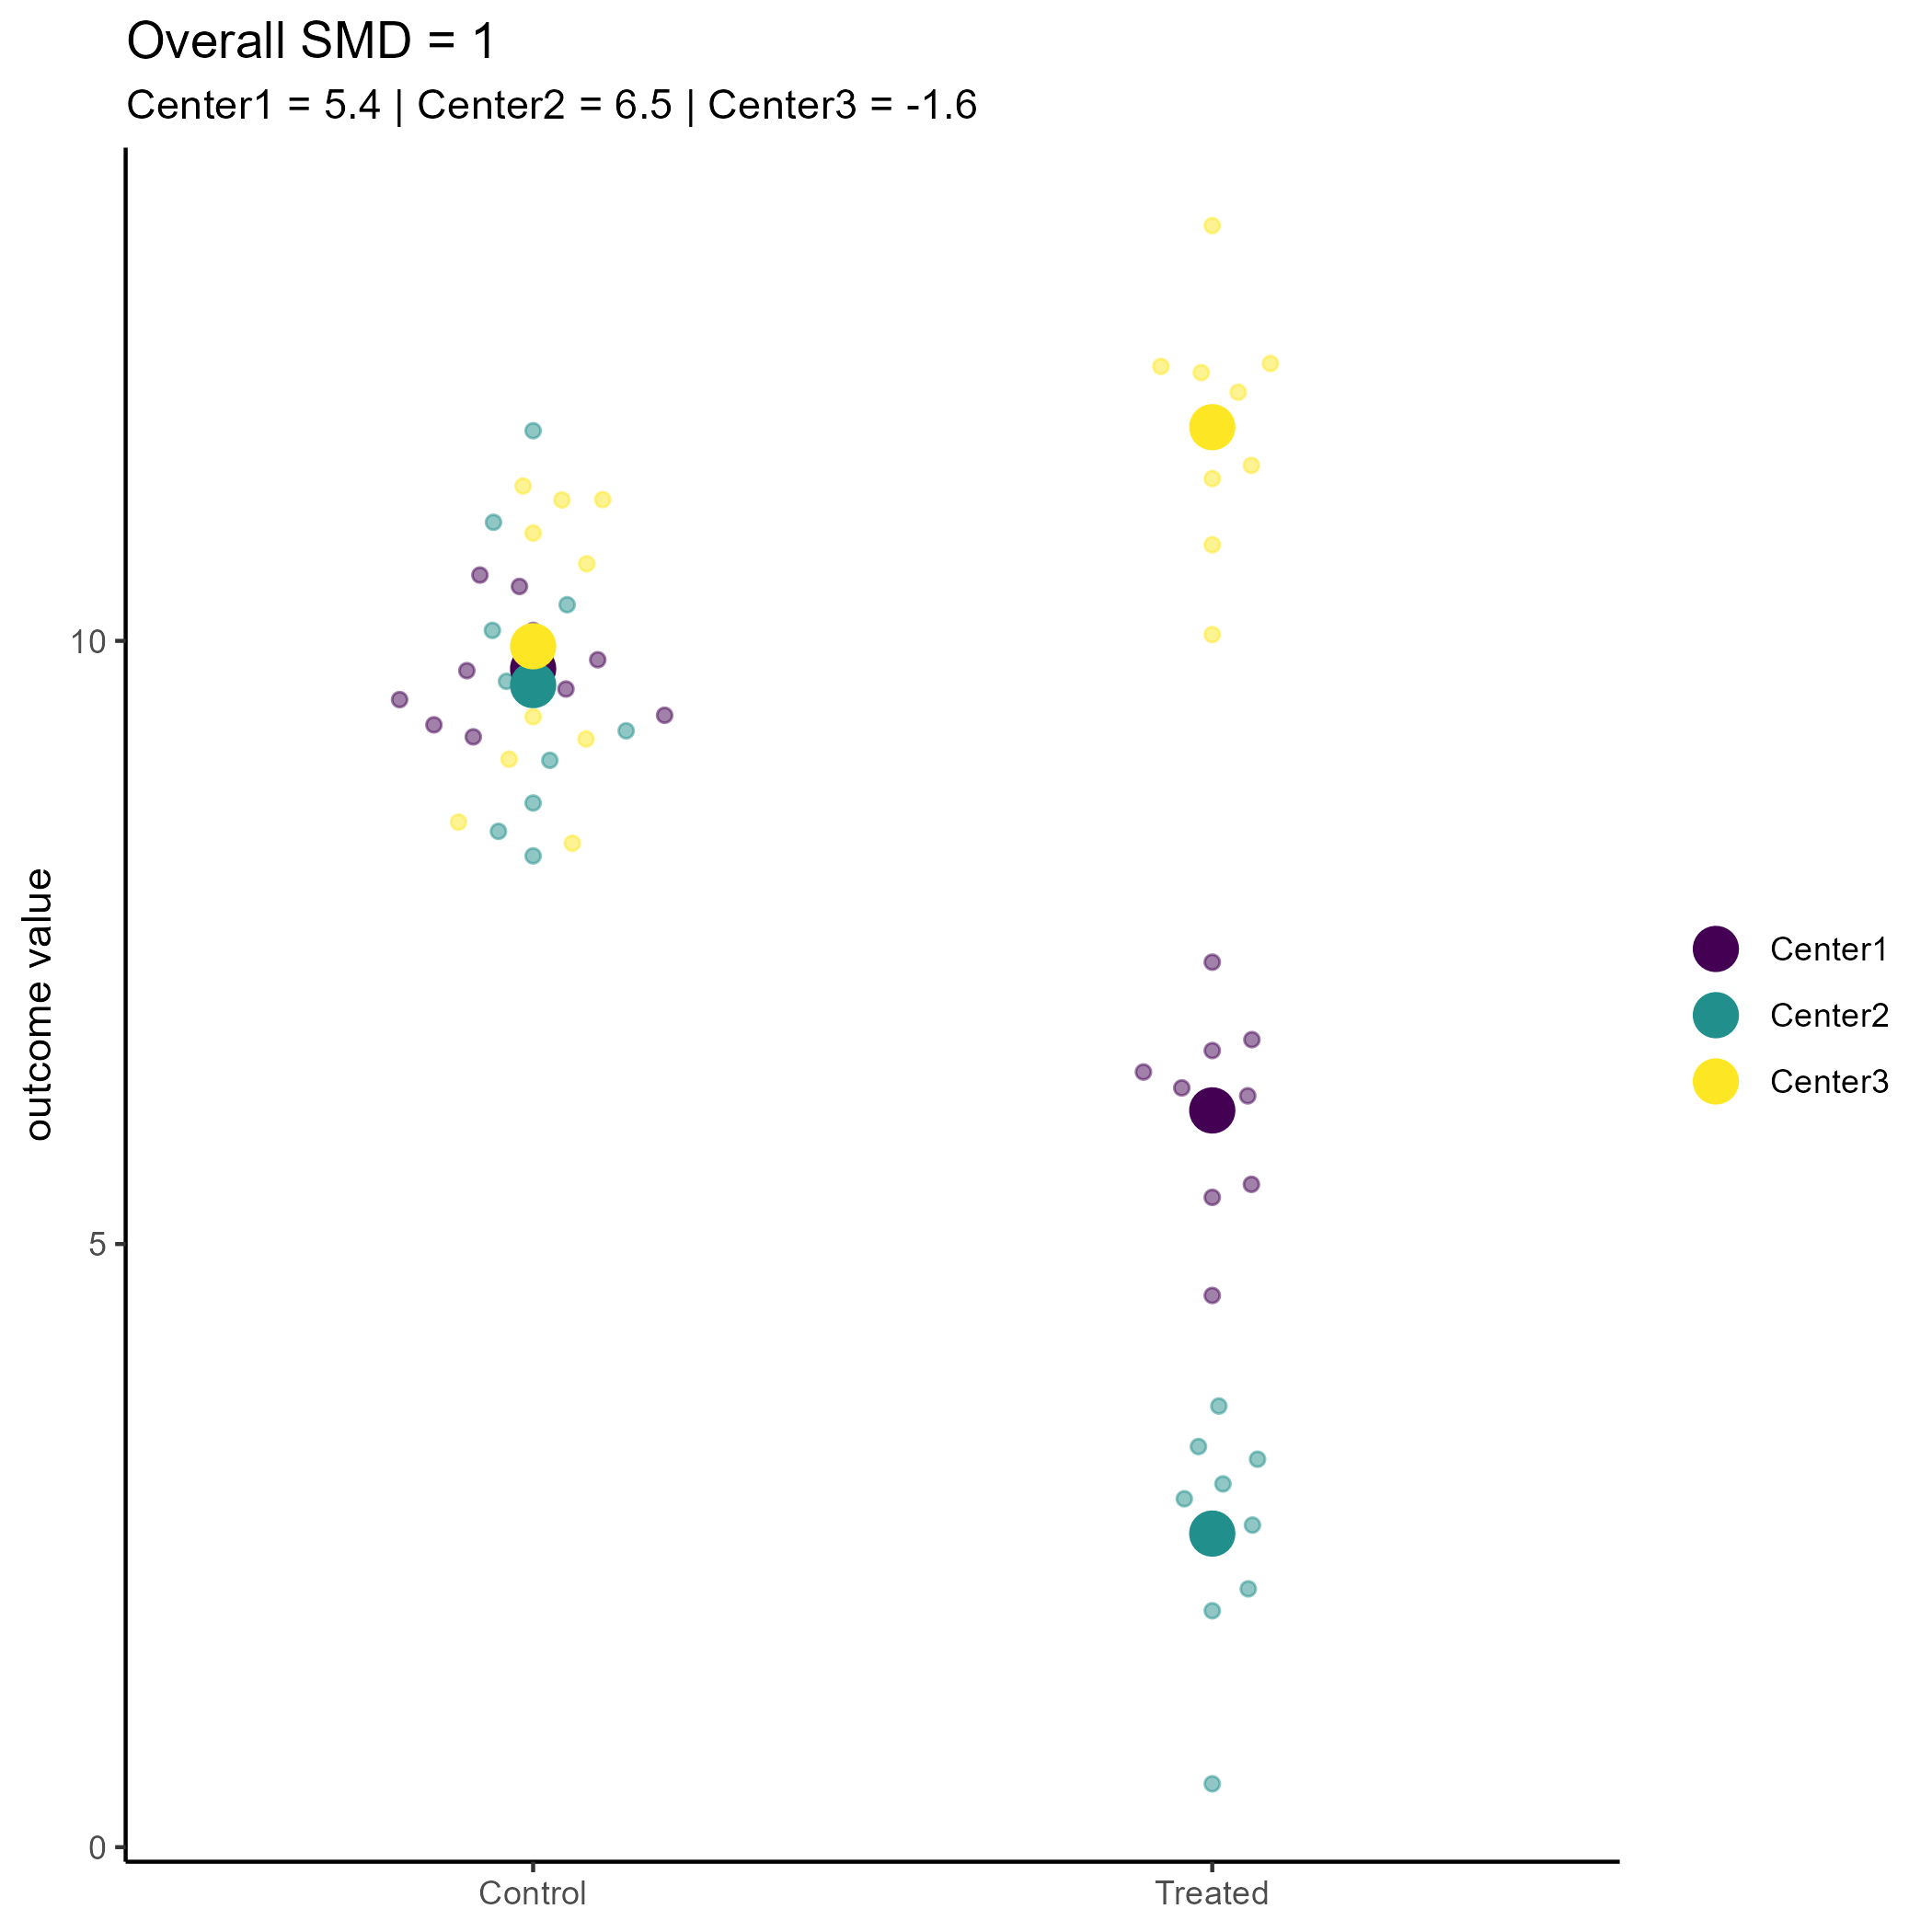 Overall SMD = 1
Center1 = 5.4 | Center2 = 6.5 | Center3 = -1.6
outcome value
10
5
0
Control
Treated
Center1
Center2
Center3